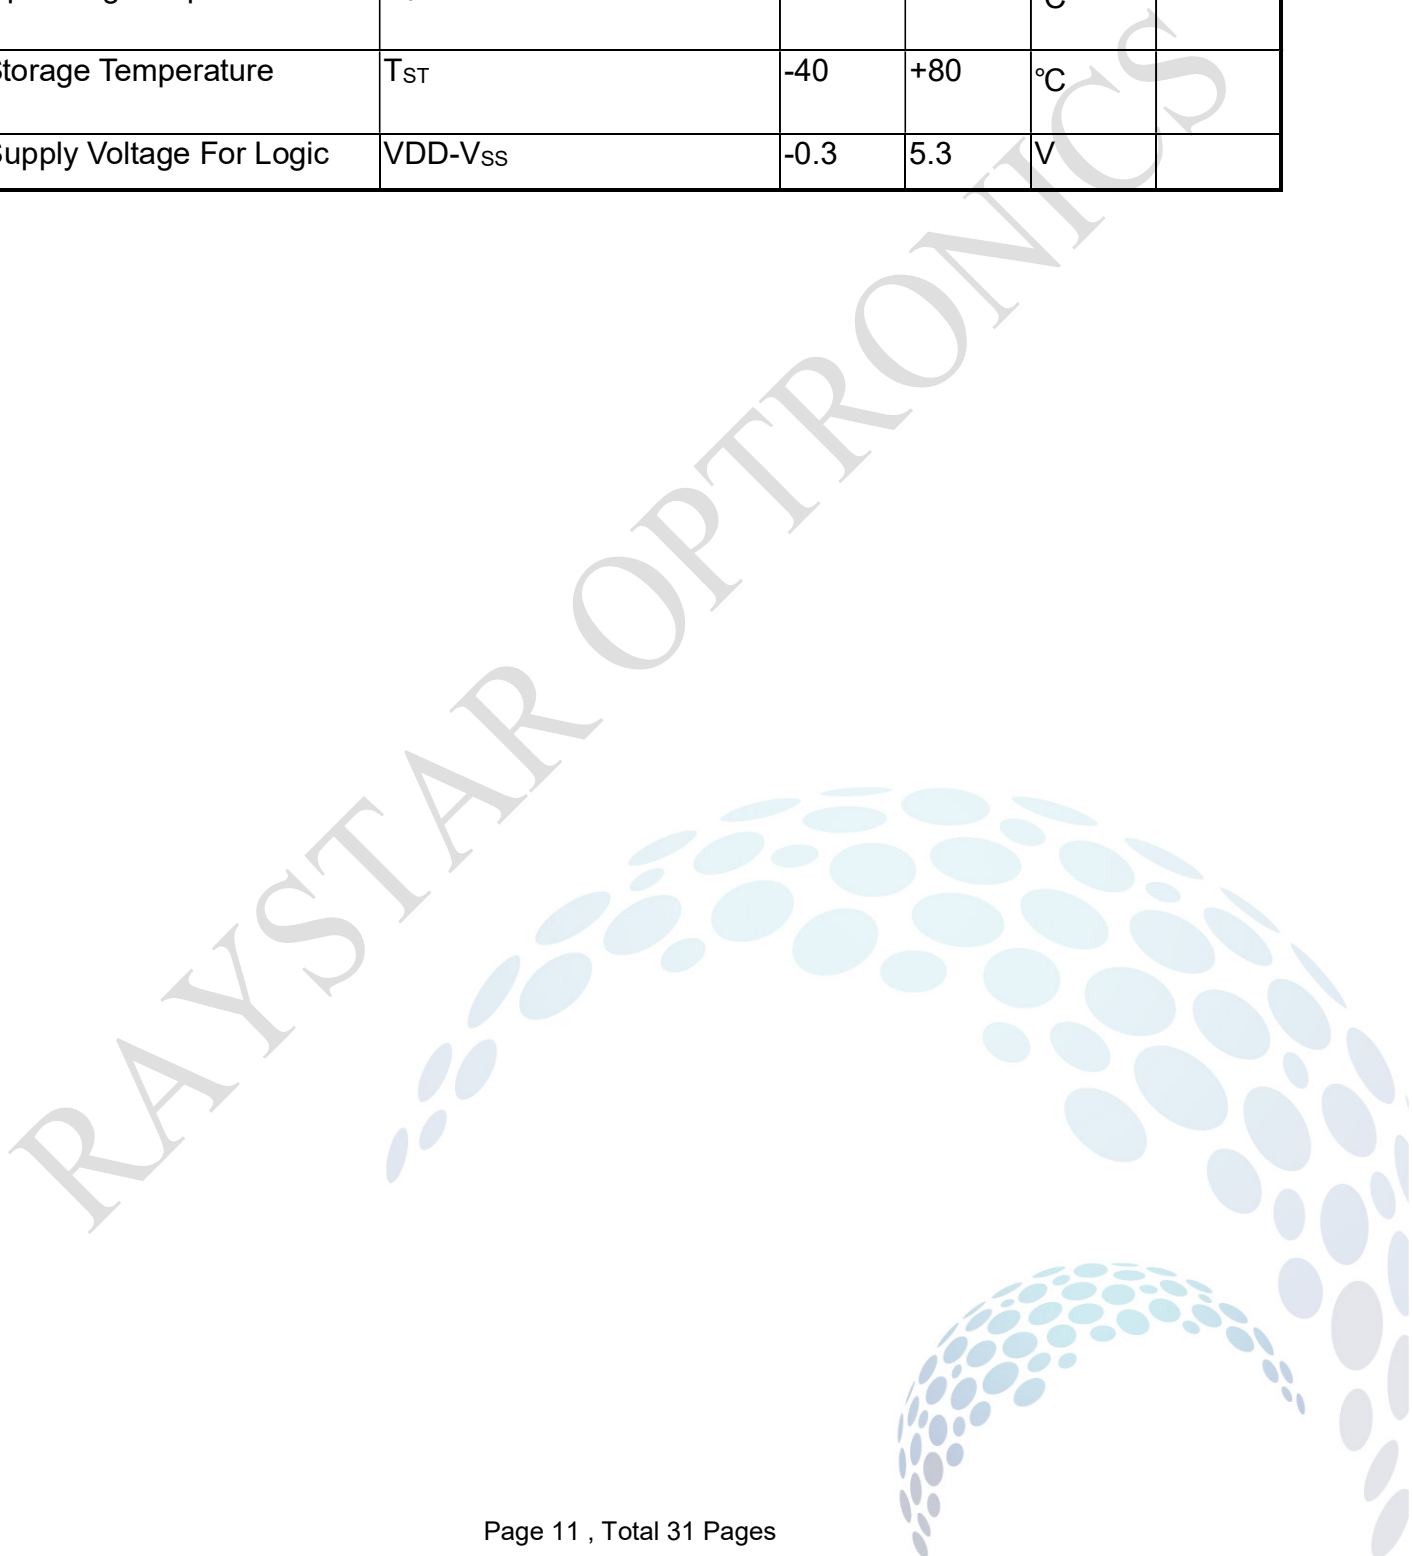 ℃
Storage Temperature TST -40 +80 ℃
Supply Voltage For Logic VDD-VSS -0.3 5.3 V
RAYSTAR OPTRONICS
Page 11 , Total 31 Pages